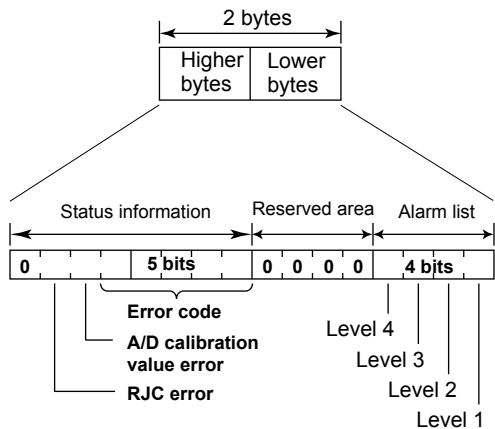 2 bytes
Higher bytes
Lower bytes
Status information
Reserved area
Alarm list
0
5 bits
0 0 0 0
4 bits
Error code
A/D calibration
value error
RJC error
Level 4
Level 3
Level 2
Level 1